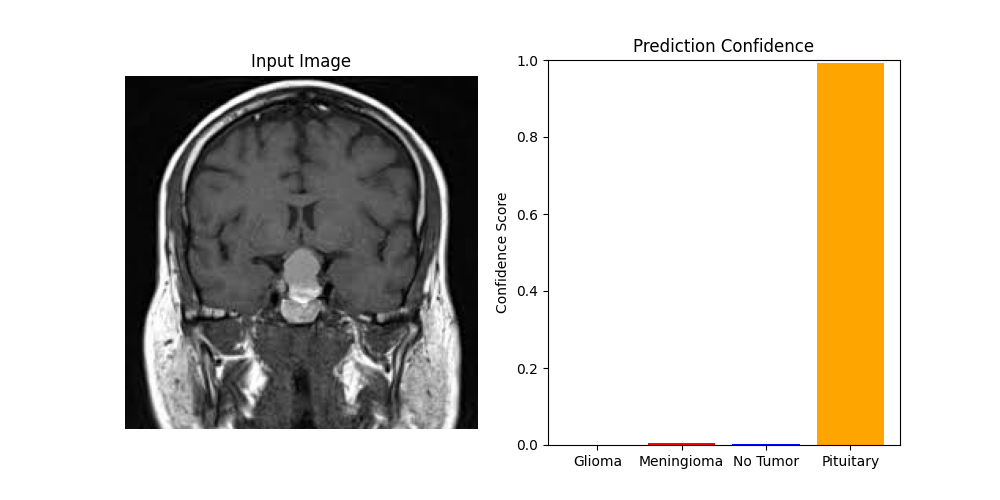 Input Image
Prediction Confidence
Confidence Score
1.0
0.8
0.6
0.4
0.2
0.0
Glioma
Meningioma
No Tumor
Pituitary